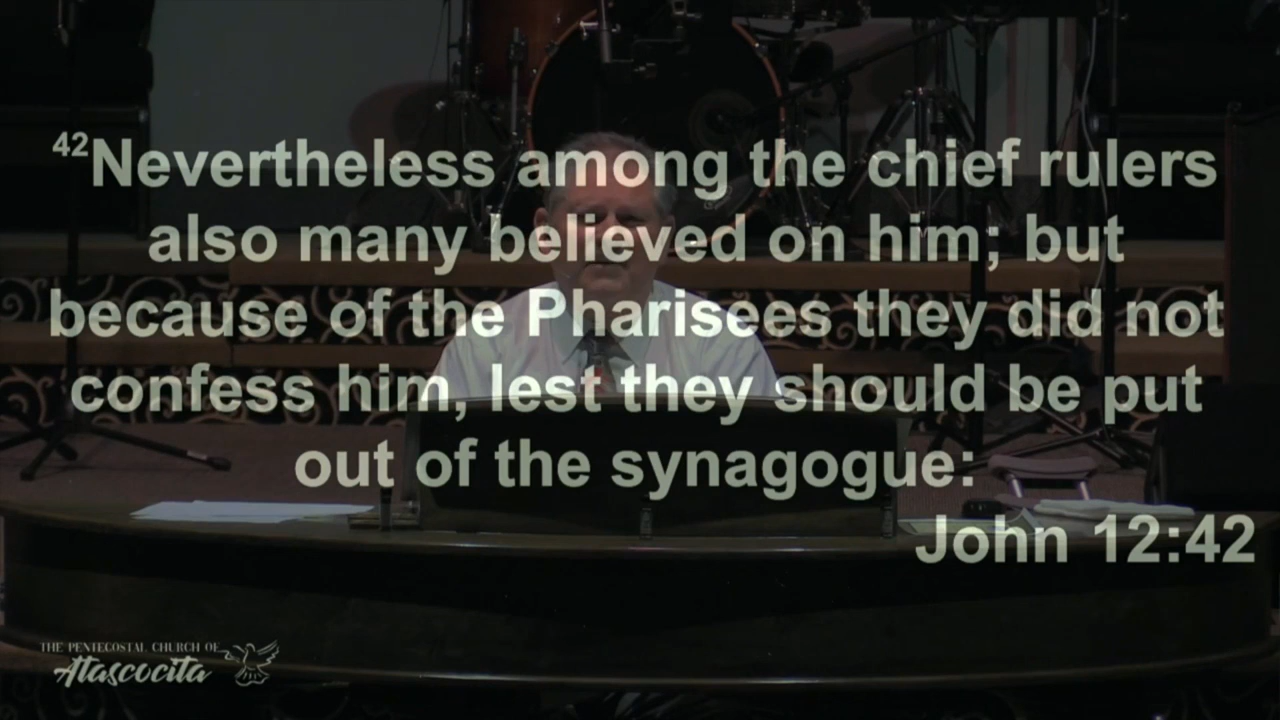 42Nevertheless among the chief rulers
also many believed on him; but
because of the Pharisees they did not
confess him, lest they should be put
out of the synagogue:
John 12:42
THE PENTECOSTAL CHURCH OF
Atascocita